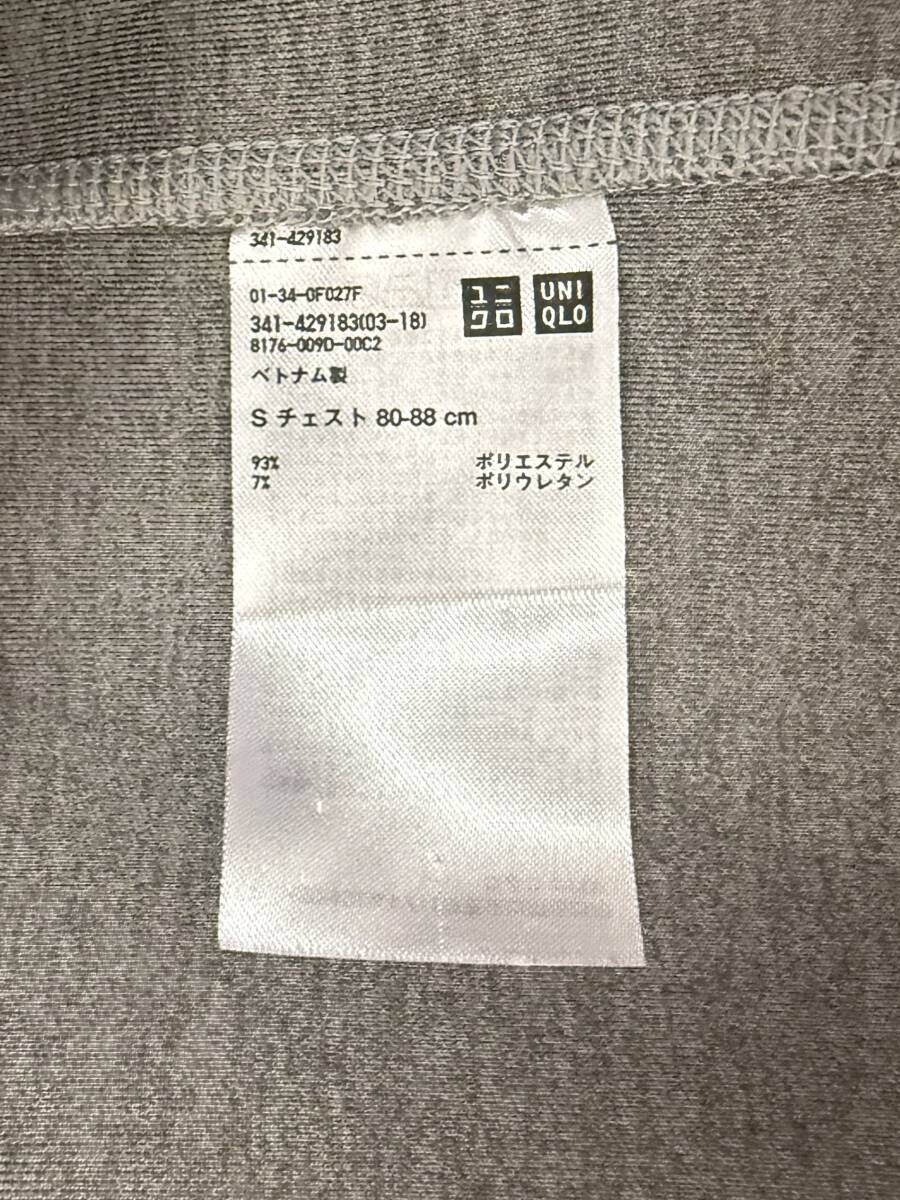 341-429183
01-34-0F027F
341-429183(03-18)
8176-009D-00C2
ベトナム製
ユニ
クロ
UNI
QLO
S チェスト 80-88 cm
93% ポリエステル
7% ポリウレタン